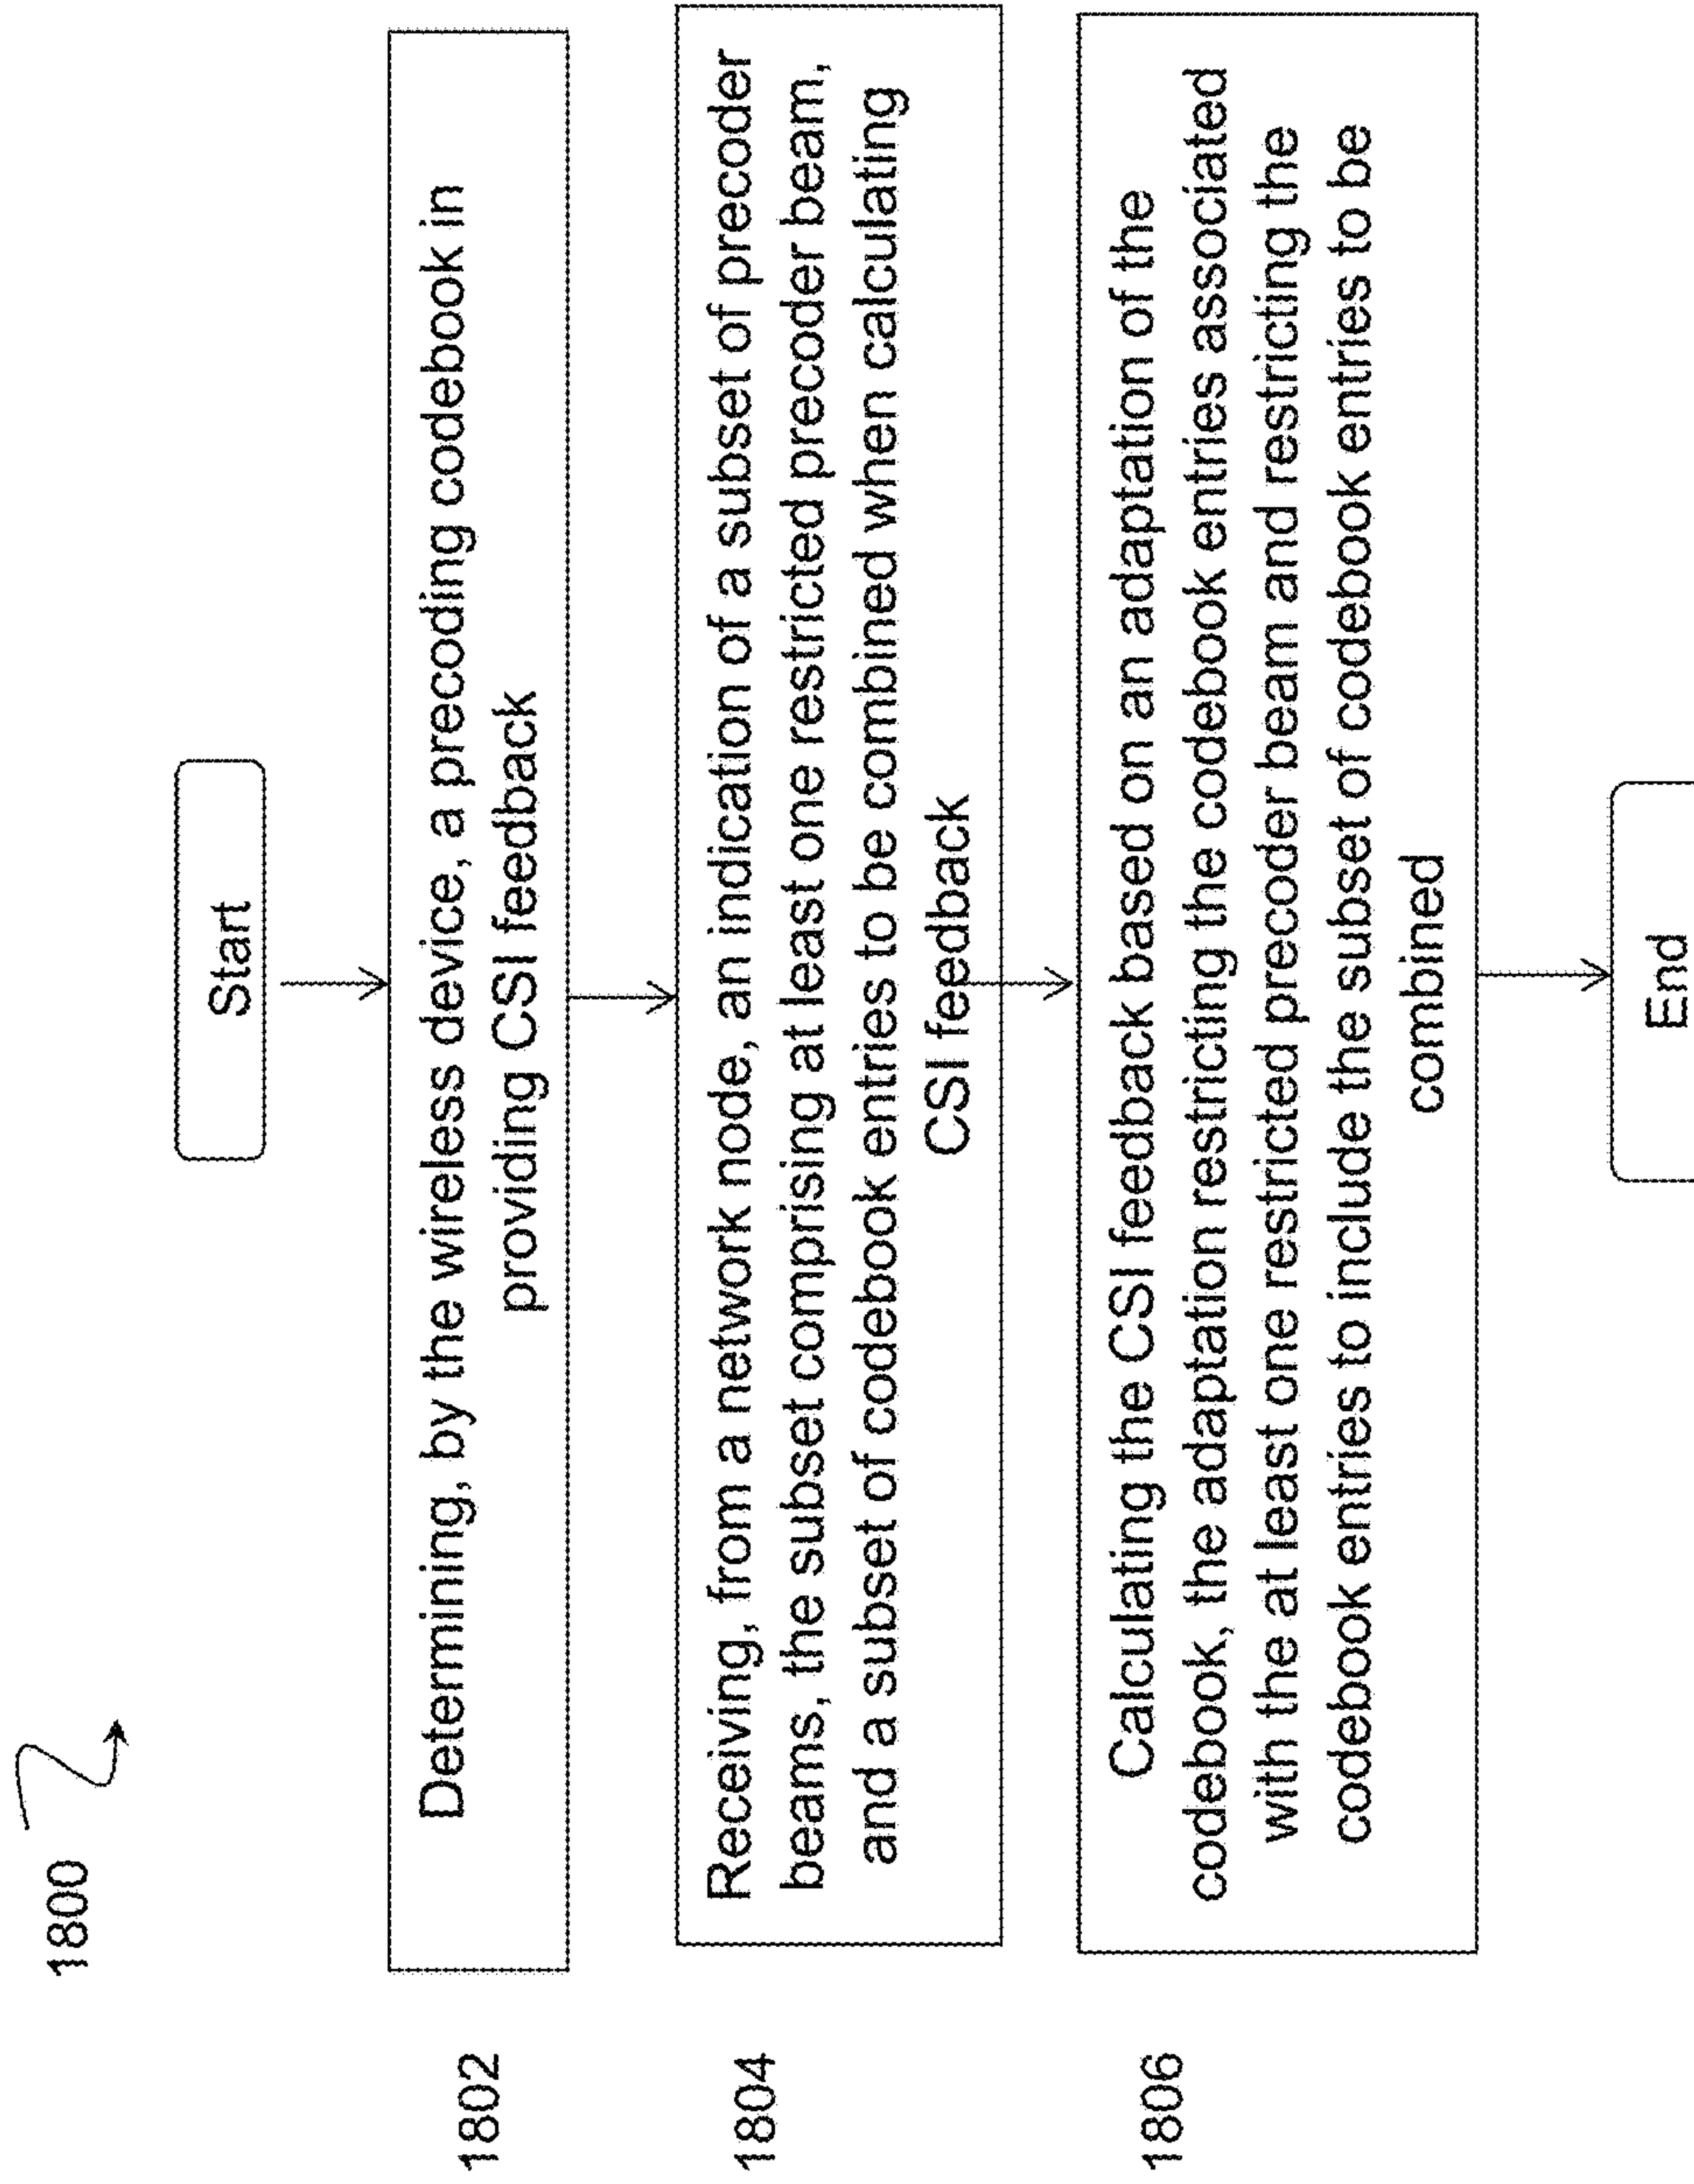 1800
Start
1802
Determining, by the wireless device, a precoding codebook in
providing CSI feedback
1804
Receiving, from a network node, an indication of a subset of precoder
beams, the subset comprising at least one restricted precoder beam,
and a subset of codebook entries to be combined when calculating
CSI feedback
1806
Calculating the CSI feedback based on an adaptation of the
codebook, the adaptation restricting the codebook entries associated
with the at least one restricted precoder beam and restricting the
codebook entries to include the subset of codebook entries to be
combined
End